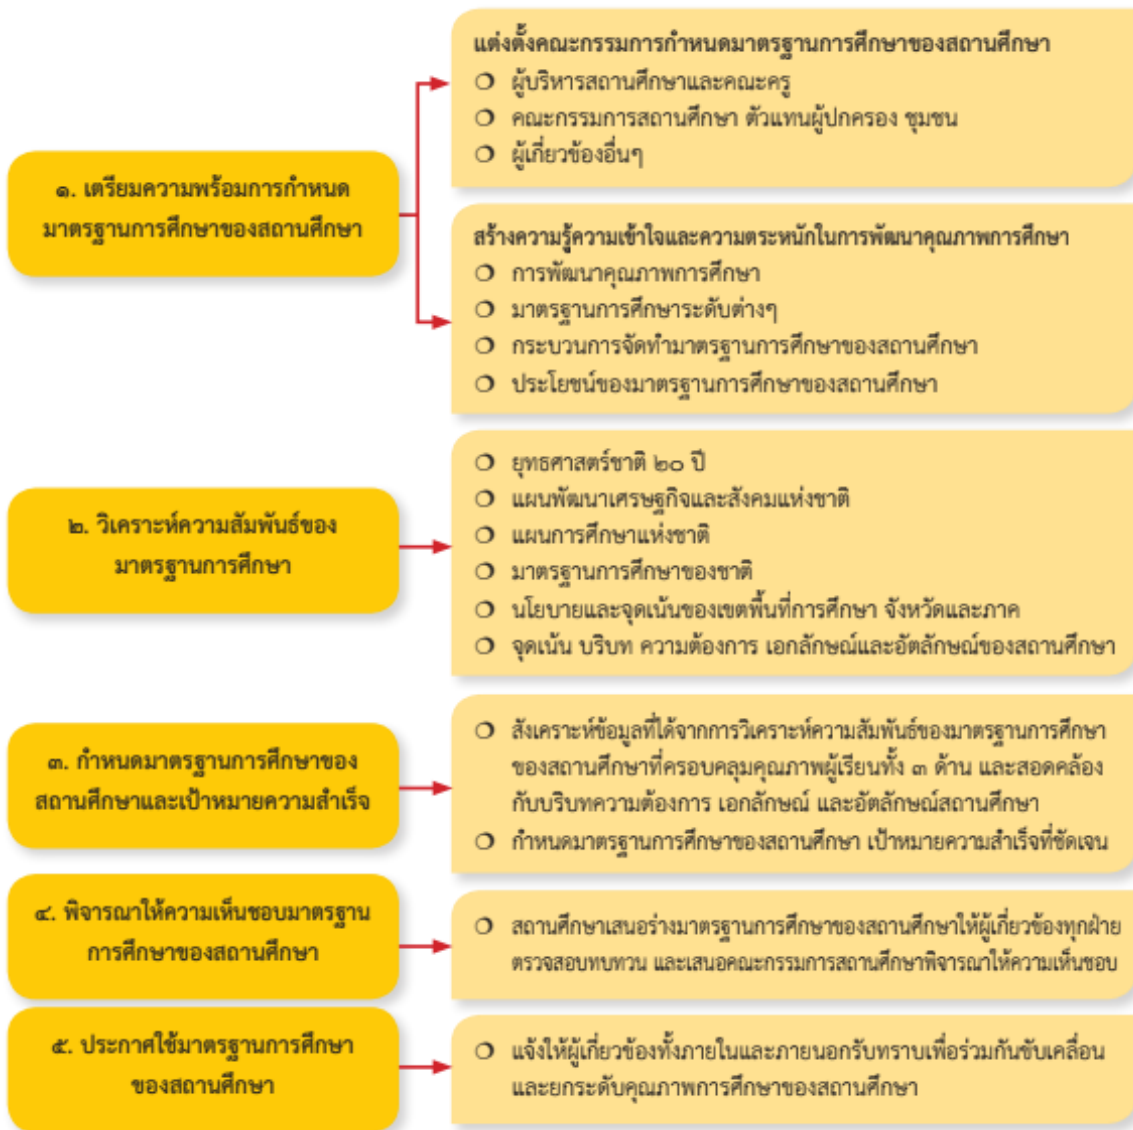 ๑. เตรียมความพร้อมการกำหนด
มาตรฐานการศึกษาของสถานศึกษา
แต่งตั้งคณะกรรมการกำหนดมาตรฐานการศึกษาของสถานศึกษา
ผู้บริหารสถานศึกษาและคณะครู
คณะกรรมการสถานศึกษา ตัวแทนผู้ปกครอง ชุมชน
ผู้เกี่ยวข้องอื่นๆ
สร้างความรู้ความเข้าใจและความตระหนักในการพัฒนาคุณภาพการศึกษา
การพัฒนาคุณภาพการศึกษา
มาตรฐานการศึกษาระดับต่างๆ
กระบวนการจัดทำมาตรฐานการศึกษาของสถานศึกษา
ประโยชน์ของมาตรฐานการศึกษาของสถานศึกษา
๒. วิเคราะห์ความสัมพันธ์ของ
มาตรฐานการศึกษา
ยุทธศาสตร์ชาติ ๒๐ ปี
แผนพัฒนาเศรษฐกิจและสังคมแห่งชาติ
แผนการศึกษาแห่งชาติ
มาตรฐานการศึกษาของชาติ
นโยบายและจุดเน้นของเขตพื้นที่การศึกษา จังหวัดและภาค
จุดเน้น บริบท ความต้องการ เอกลักษณ์และอัตลักษณ์ของสถานศึกษา
๓. กำหนดมาตรฐานการศึกษาของ
สถานศึกษาและเป้าหมายความสำเร็จ
สังเคราะห์ข้อมูลที่ได้จากการวิเคราะห์ความสัมพันธ์ของมาตรฐานการศึกษา
ของสถานศึกษาที่ครอบคลุมคุณภาพผู้เรียนทั้ง ๓ ด้าน และสอดคล้อง
กับบริบทความต้องการ เอกลักษณ์ และอัตลักษณ์สถานศึกษา
กำหนดมาตรฐานการศึกษาของสถานศึกษา เป้าหมายความสำเร็จที่ชัดเจน
๔. พิจารณาให้ความเห็นชอบมาตรฐาน
การศึกษาของสถานศึกษา
สถานศึกษาเสนอร่างมาตรฐานการศึกษาของสถานศึกษาให้ผู้เกี่ยวข้องทุกฝ่าย
ตรวจสอบทบทวน และเสนอคณะกรรมการสถานศึกษาพิจารณาให้ความเห็นชอบ
๕. ประกาศใช้มาตรฐานการศึกษา
ของสถานศึกษา
แจ้งให้ผู้เกี่ยวข้องทั้งภายในและภายนอกรับทราบเพื่อร่วมกันขับเคลื่อน
และยกระดับคุณภาพการศึกษาของสถานศึกษา